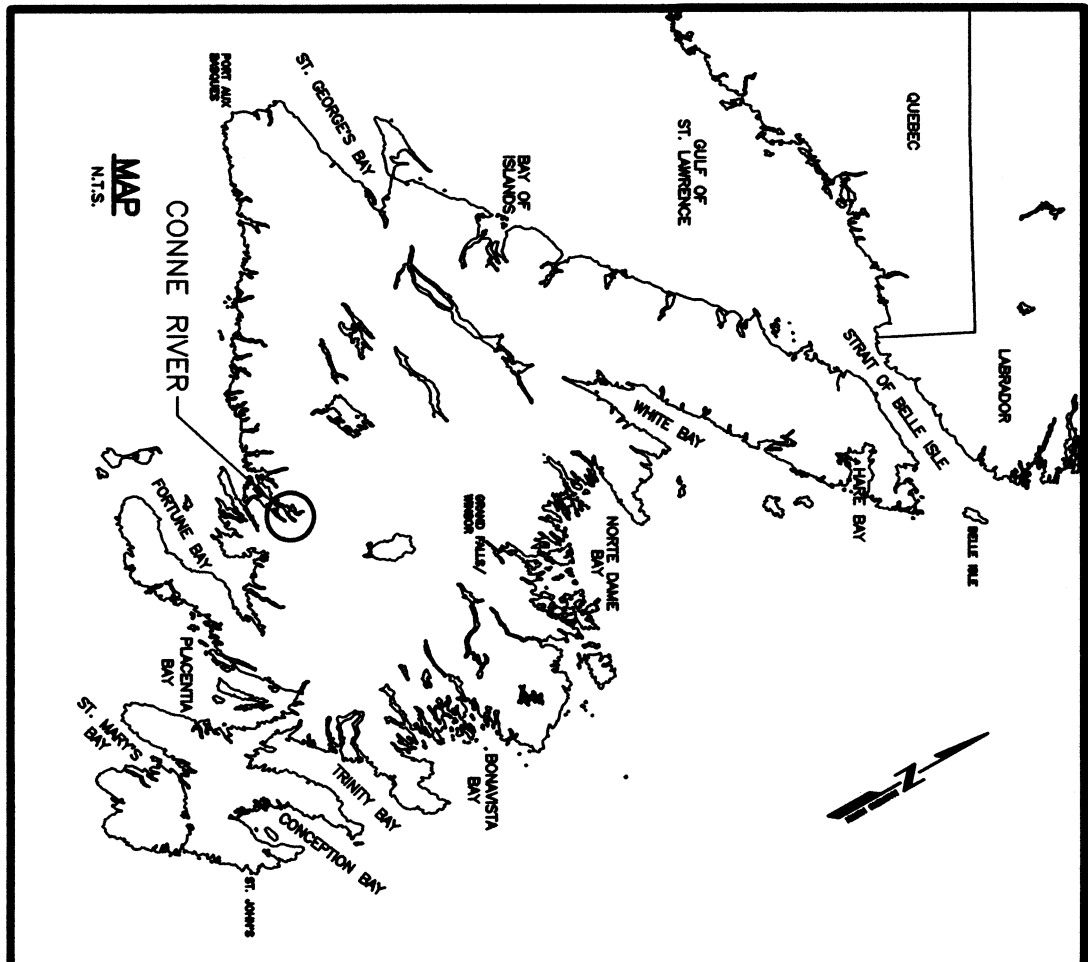 LABRADOR
QUEBEC
BELLE ISLE
STRAIT OF BELLE ISLE
HARE BAY
GULF OF
ST. LAWRENCE
WHITE BAY
NORTE DAME
BAY
BAY OF
ISLANDS
GRAND FALLS/
WINDSOR
BONAVISTA
BAY
ST. GEORGE'S BAY
TRINITY BAY
CONCEPTION BAY
ST. JOHN'S
PORT AUX
BASQUES
FORTUNE BAY
PLACENTIA
BAY
ST. MARY'S
BAY
CONNE RIVER
MAP
N.T.S.
N